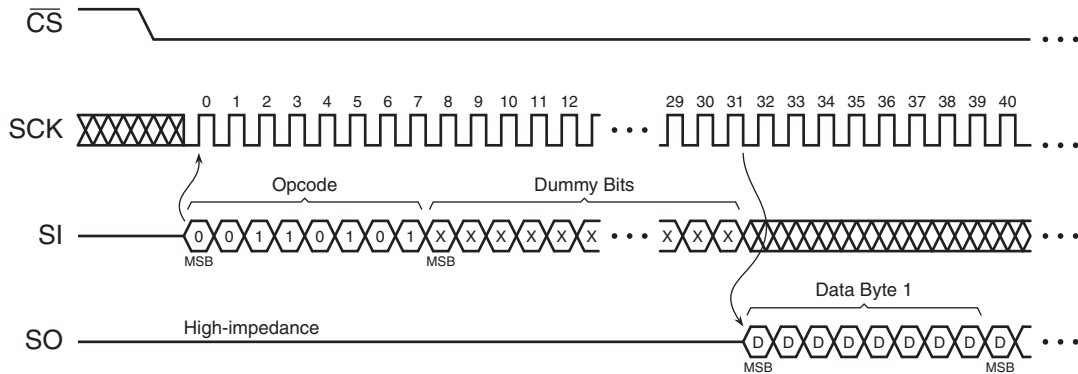 CS
0 1 2 3 4 5 6 7 8 9 10 11 12 29 30 31 32 33 34 35 36 37 38 39 40
SCK
Opcode Dummy Bits
SI 0 0 1 1 0 1 0 1 X X X X X X X X X
MSB MSB
Data Byte 1
High-impedance
SO D D D D D D D D D
MSB MSB